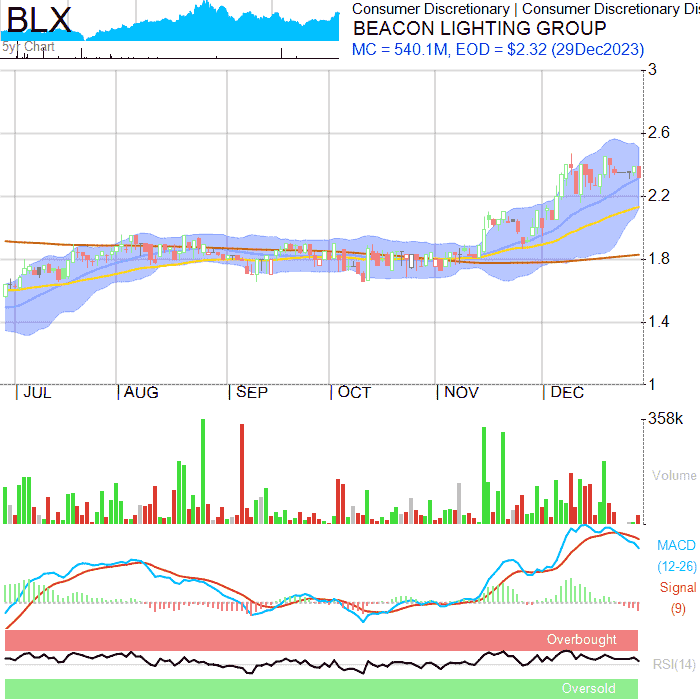 BLX
5yr Chart
Consumer Discretionary | Consumer Discretionary Dis
BEACON LIGHTING GROUP
MC = 540.1M, EOD = $2.32 (29Dec2023)
3
2.6
2.2
1.8
1.4
1
JUL AUG SEP OCT NOV DEC
358k
Volume
MACD
(12-26)
Signal
(9)
Overbought
RSI(14)
Oversold